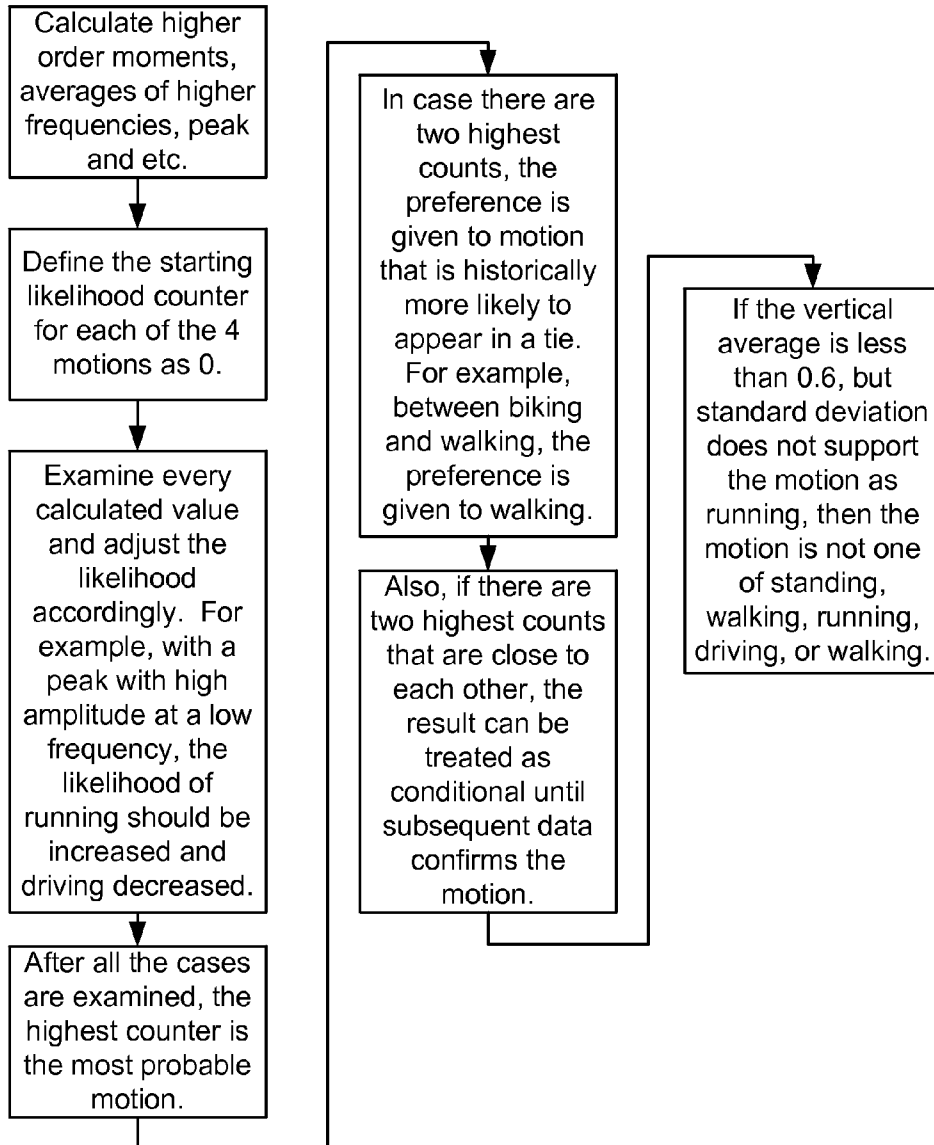 Calculate higher
order moments,
averages of higher
frequencies, peak
and etc.
Define the starting
likelihood counter
for each of the 4
motions as 0.
Examine every
calculated value
and adjust the
likelihood
accordingly.  For
example, with a
peak with high
amplitude at a low
frequency, the
likelihood of
running should be
increased and
driving decreased.
After all the cases
are examined, the
highest counter is
the most probable
motion.
In case there are
two highest
counts, the
preference is
given to motion
that is historically
more likely to
appear in a tie.
For example,
between biking
and walking, the
preference is
given to walking.
Also, if there are
two highest counts
that are close to
each other, the
result can be
treated as
conditional until
subsequent data
confirms the
motion.
If the vertical
average is less
than 0.6, but
standard deviation
does not support
the motion as
running, then the
motion is not one
of standing,
walking, running,
driving, or walking.